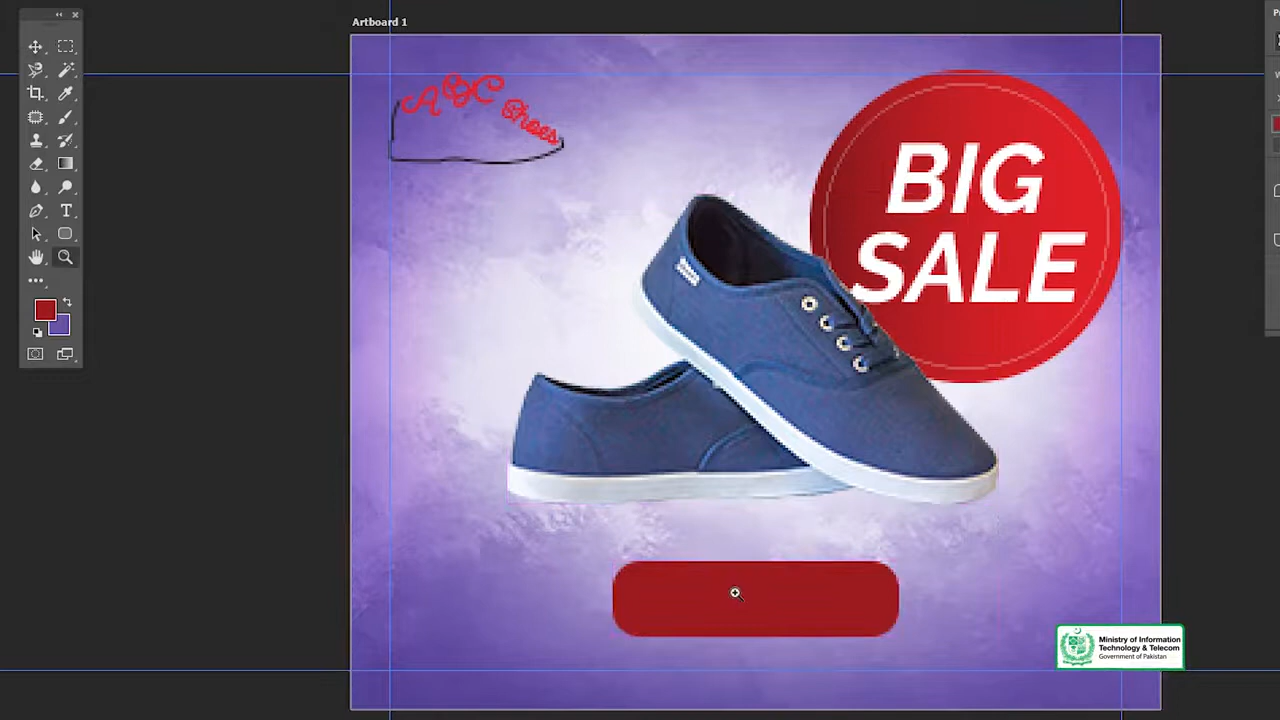 Artboard 1
ABC Shoes
BIG
SALE
Ministry of Information
Technology & Telecom
Government of Pakistan